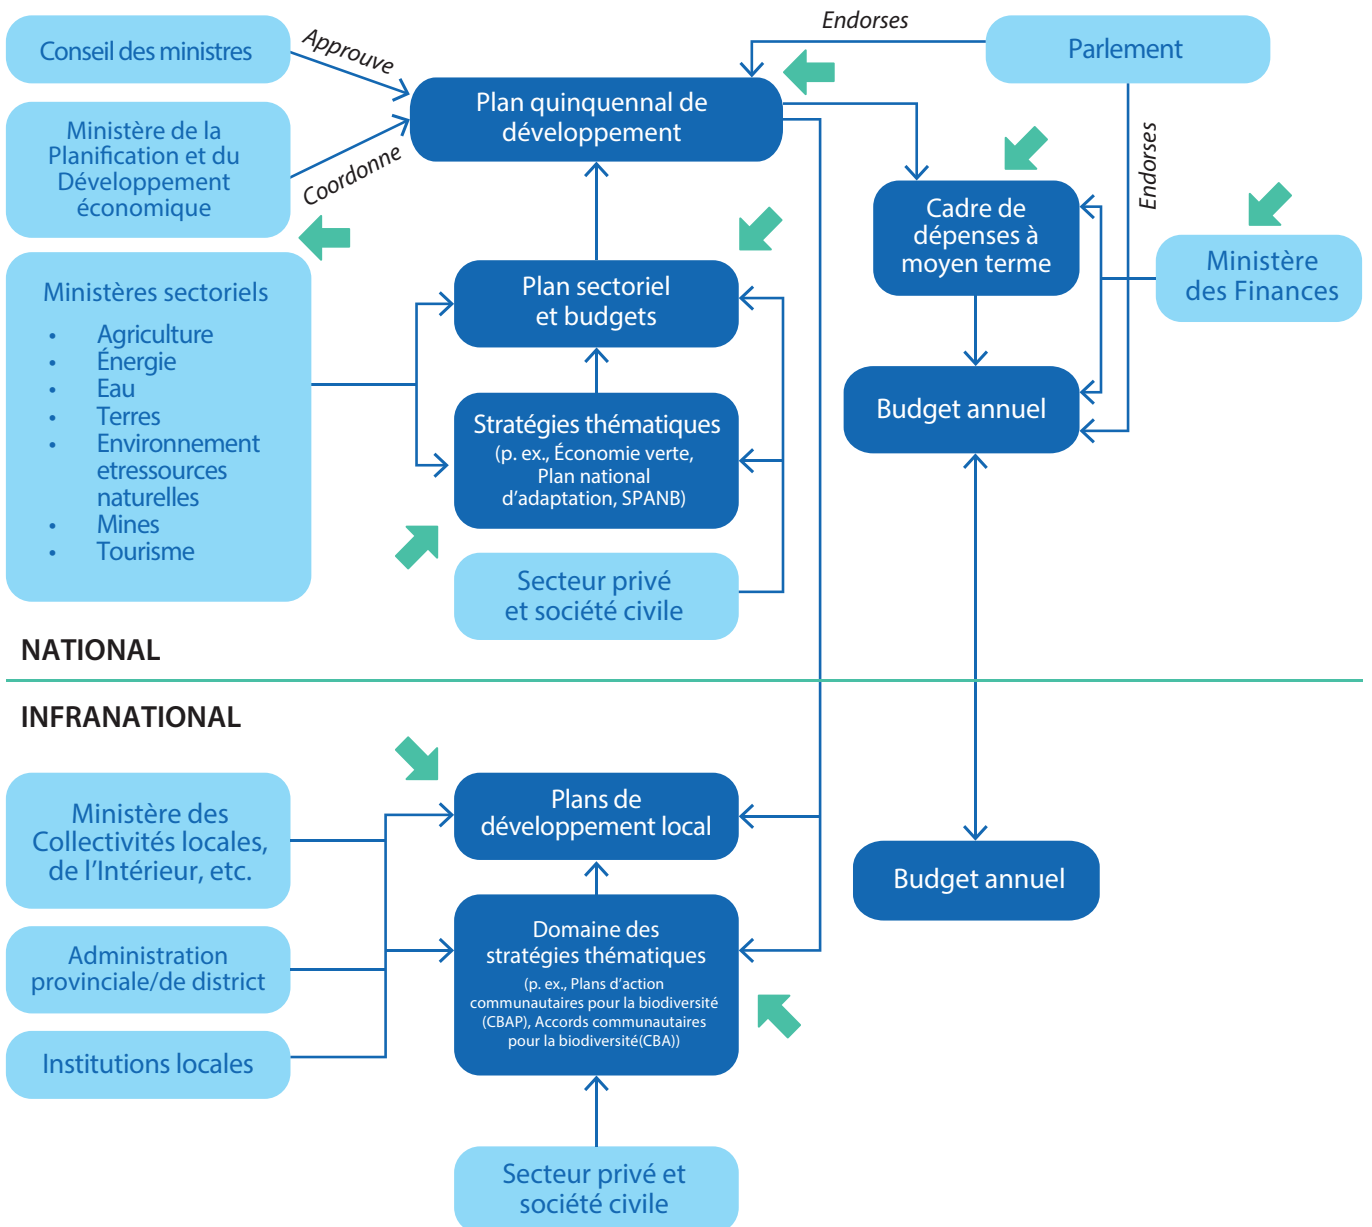 Conseil des ministres
Approuve
Endorses
Parlement
Plan quinquennal de
développement
Ministère de la
Planification et du
Développement
économique
Coordonne
Endorses
Cadre de
dépenses à
moyen terme
Ministère
des Finances
Ministères sectoriels
• Agriculture
• Énergie
• Eau
• Terres
• Environnement
etressources
naturelles
• Mines
• Tourisme
Plan sectoriel
et budgets
Budget annuel
Stratégies thématiques
(p. ex., Économie verte,
Plan national
d'adaptation, SPANB)
Secteur privé
et société civile
NATIONAL
INFRANATIONAL
Ministère des
Collectivités locales,
de l'Intérieur, etc.
Plans de
développement local
Budget annuel
Administration
provinciale/de district
Domaine des
stratégies thématiques
(p. ex., Plans d'action
communautaires pour la biodiversité
(CBAP), Accords communautaires
pour la biodiversité(CBA))
Institutions locales
Secteur privé et
société civile